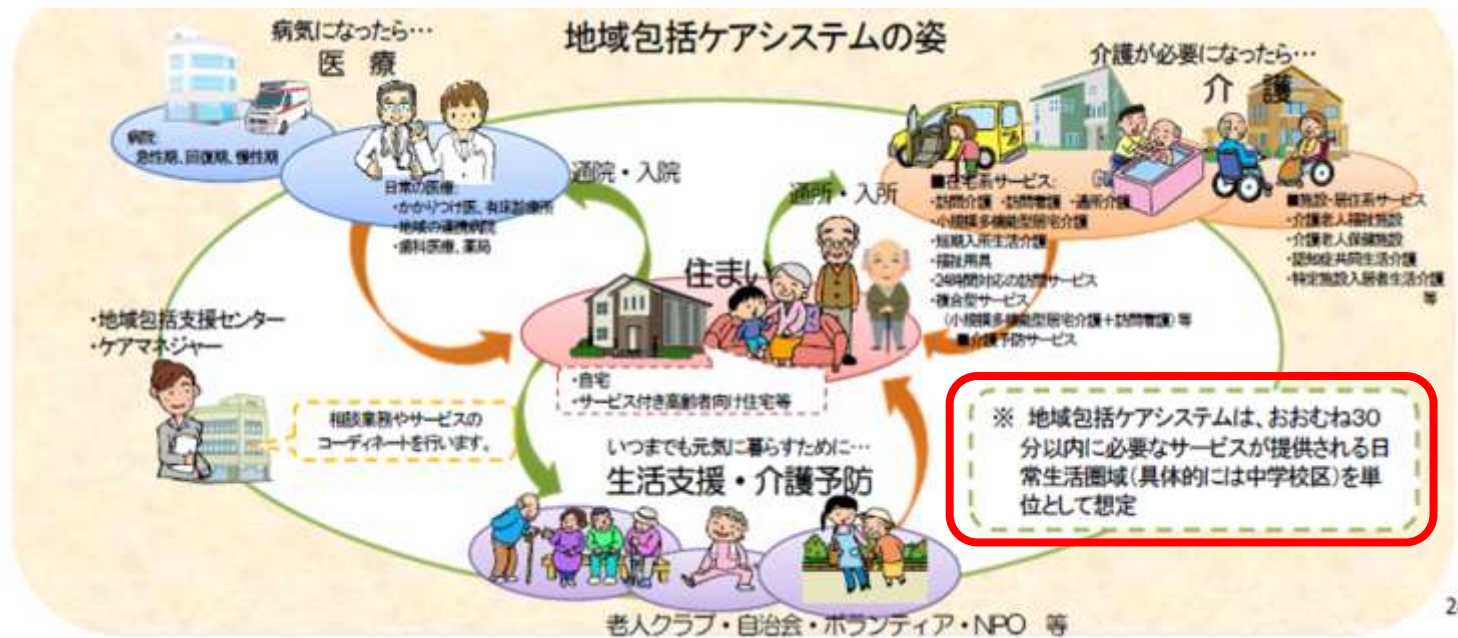 地域包括ケアシステムの姿
病気になったら…
医 療
病院:
急性期、回復期、慢性期
日常の医療:
・かかりつけ医、有床診療所
・地域の連携病院
・歯科医療、薬局
通院・入院
通所・入所
介護が必要になったら…
介 護
■在宅系サービス:
・訪問介護 ・訪問看護 ・通所介護
・小規模多機能型居宅介護
・短期入所生活介護
・福祉用具
・24時間対応の訪問サービス
・複合型サービス
(小規模多機能型居宅介護+訪問看護)等
■介護予防サービス
■施設・居住系サービス
・介護老人福祉施設
・介護老人保健施設
・認知症共同生活介護
・特定施設入居者生活介護
等
住まい
・自宅
・サービス付き高齢者向け住宅等
・地域包括支援センター
・ケアマネジャー
相談業務やサービスの
コーディネートを行います。
いつまでも元気に暮らすために…
生活支援・介護予防
老人クラブ・自治会・ボランティア・NPO 等
※ 地域包括ケアシステムは、おおむね30
分以内に必要なサービスが提供される日
常生活圏域(具体的には中学校区)を単
位として想定